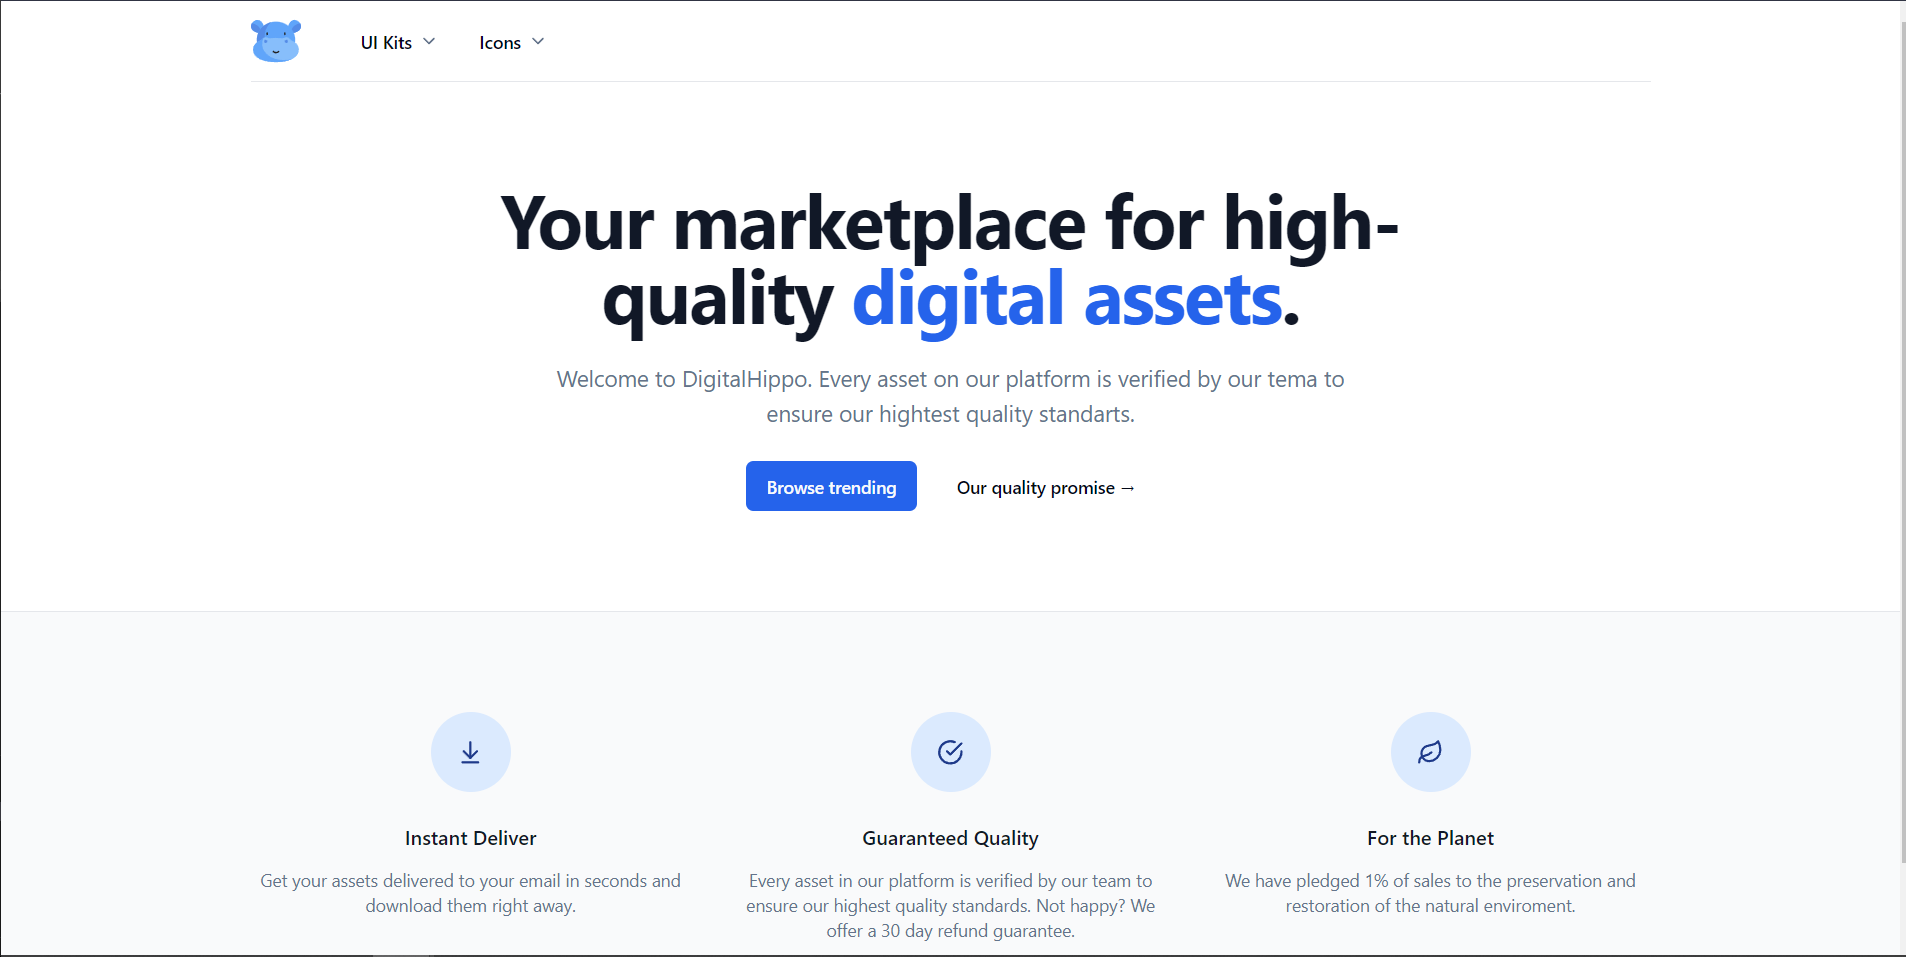 UI Kits Icons
Your marketplace for high-
quality digital assets.
Welcome to DigitalHippo. Every asset on our platform is verified by our tema to
ensure our hightest quality standarts.
Browse trending Our quality promise →
Instant Deliver
Get your assets delivered to your email in seconds and
download them right away.
Guaranteed Quality
Every asset in our platform is verified by our team to
ensure our highest quality standards. Not happy? We
offer a 30 day refund guarantee.
For the Planet
We have pledged 1% of sales to the preservation and
restoration of the natural enviroment.